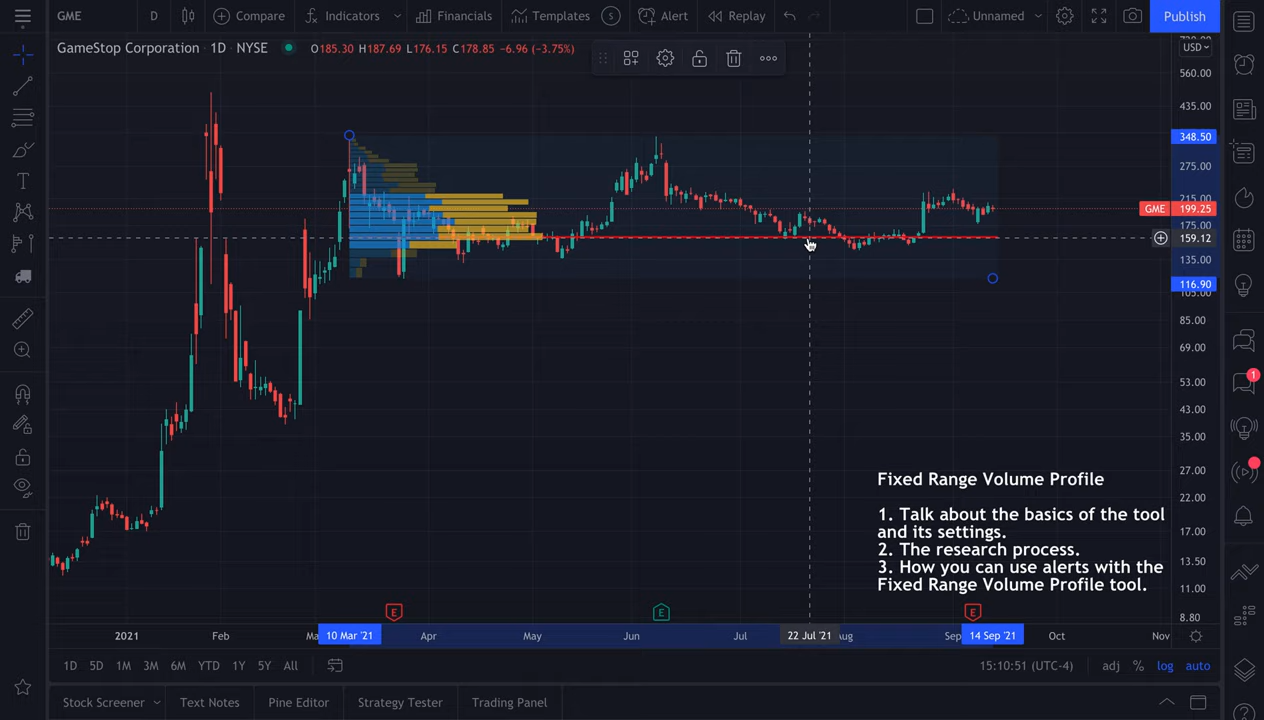 GME D Compare Indicators Financials Templates S Alert Replay Unnamed Publish
GameStop Corporation · 1D · NYSE O185.30 H187.69 L176.15 C178.85 -6.96 (-3.75%)
USD
560.00
435.00
348.50
275.00
215.00
GME 199.25
175.00
159.12
135.00
116.90
105.00
85.00
69.00
53.00
43.00
35.00
27.00
22.00
17.00
13.50
11.00
8.80
1
Fixed Range Volume Profile
1. Talk about the basics of the tool
and its settings.
2. The research process.
3. How you can use alerts with the
Fixed Range Volume Profile tool.
E E E
2021 Feb Ma 10 Mar '21 Apr May Jun Jul 22 Jul '21 Aug Sep 14 Sep '21 Oct Nov
1D 5D 1M 3M 6M YTD 1Y 5Y All 15:10:51 (UTC-4) adj % log auto
Stock Screener Text Notes Pine Editor Strategy Tester Trading Panel